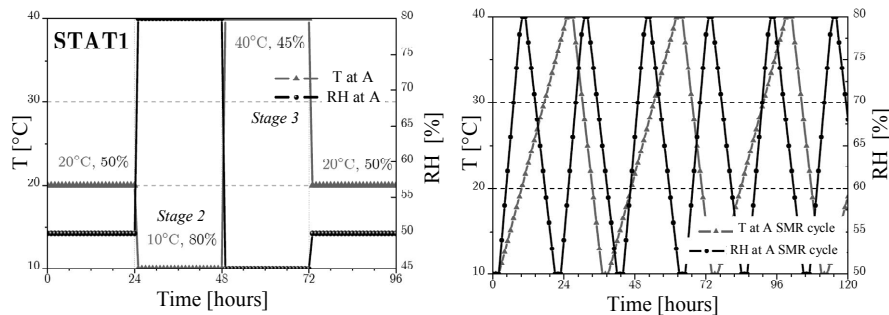 STAT1
40°C, 45%
T at A
RH at A
Stage 3
20°C, 50%
20°C, 50%
Stage 2
10°C, 80%
T [°C]
40
30
20
10
RH [%]
80
75
70
65
60
55
50
45
0
24
48
72
96
Time [hours]
T [°C]
40
30
20
10
RH [%]
80
75
70
65
60
55
50
T at A SMR cycle
RH at A SMR cycle
0
24
48
72
96
120
Time [hours]